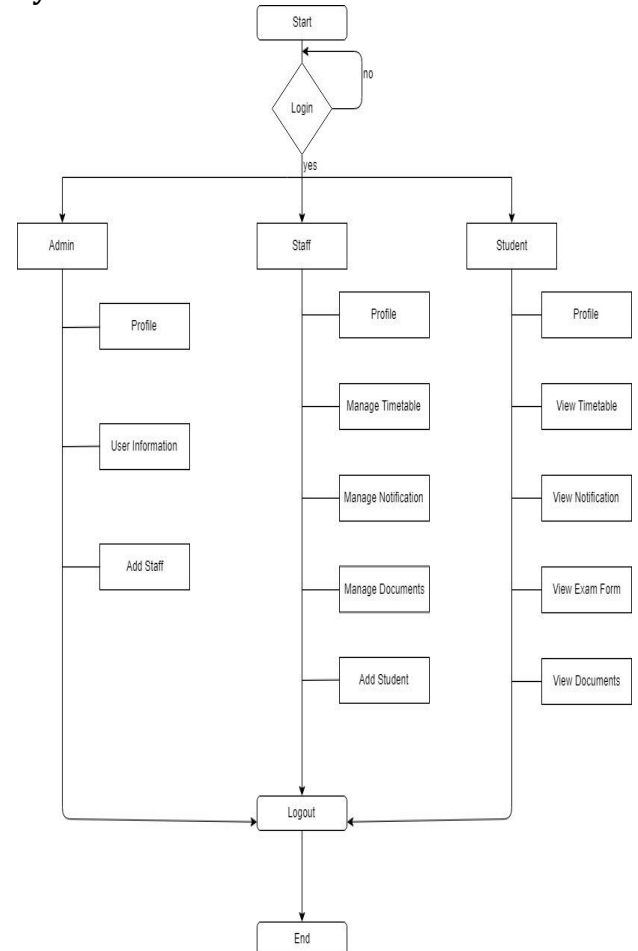 Start
no
Login
yes
Admin
Staff
Student
Profile
User Information
Add Staff
Profile
Manage Timetable
Manage Notification
Manage Documents
Add Student
Profile
View Timetable
View Notification
View Exam Form
View Documents
Logout
End